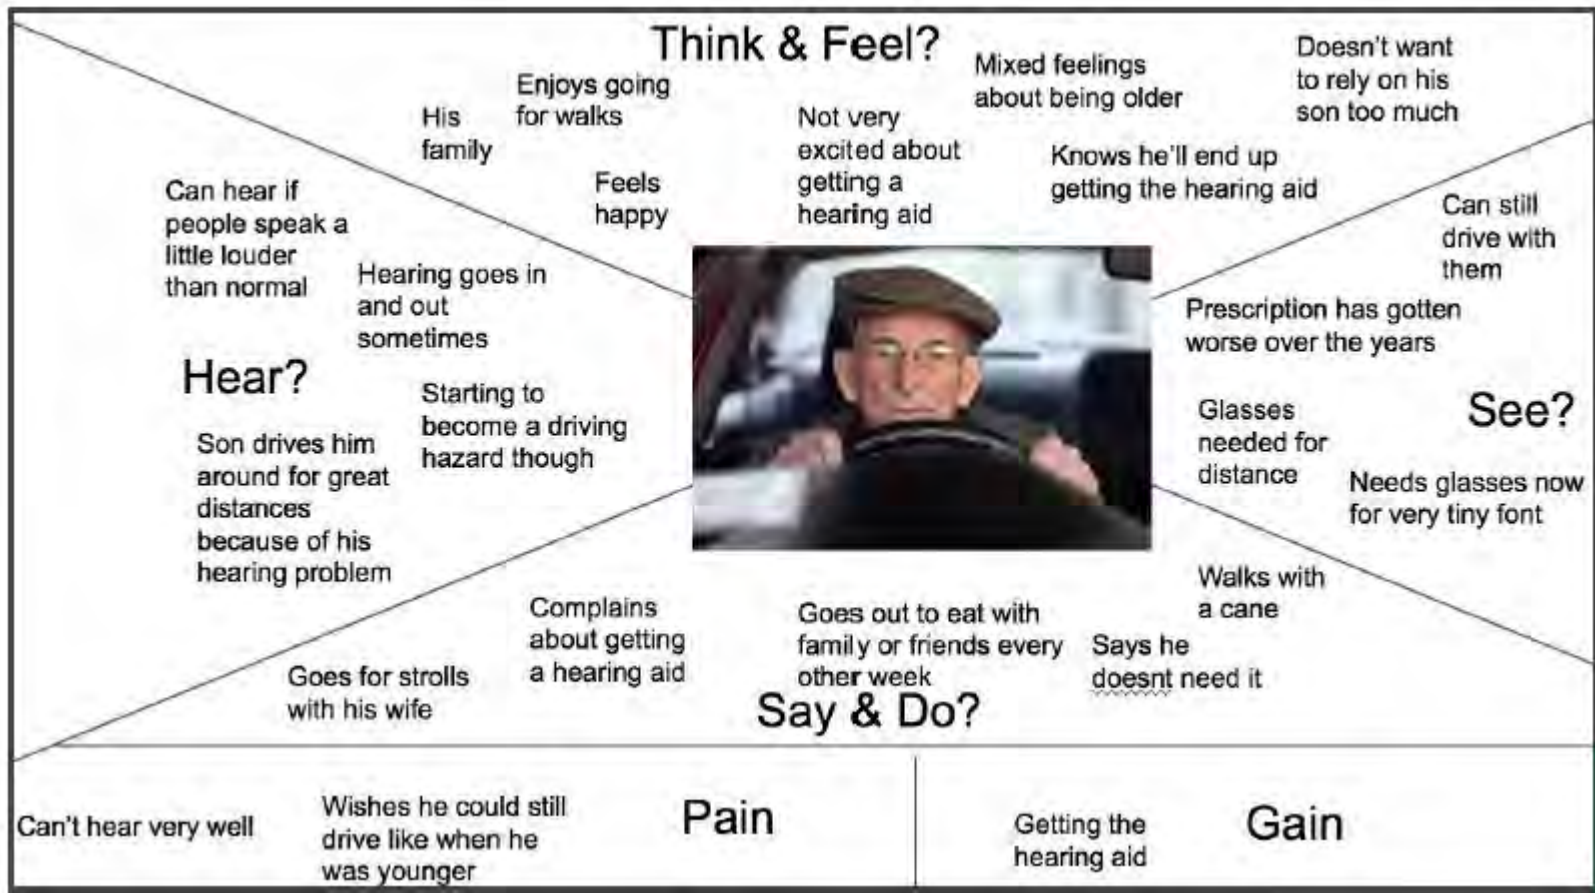 Think & Feel?
His
family
Enjoys going
for walks
Feels
happy
Not very
excited about
getting a
hearing aid
Mixed feelings
about being older
Knows he'll end up
getting the hearing aid
Doesn't want
to rely on his
son too much
Can hear if
people speak a
little louder
than normal
Hearing goes in
and out
sometimes
Hear?
Starting to
become a driving
hazard though
Son drives him
around for great
distances
because of his
hearing problem
Can still
drive with
them
Prescription has gotten
worse over the years
See?
Glasses
needed for
distance
Needs glasses now
for very tiny font
Goes for strolls
with his wife
Complains
about getting
a hearing aid
Goes out to eat with
family or friends every
other week
Says he
doesnt need it
Walks with
a cane
Say & Do?
Can't hear very well
Wishes he could still
drive like when he
was younger
Pain
Getting the
hearing aid
Gain